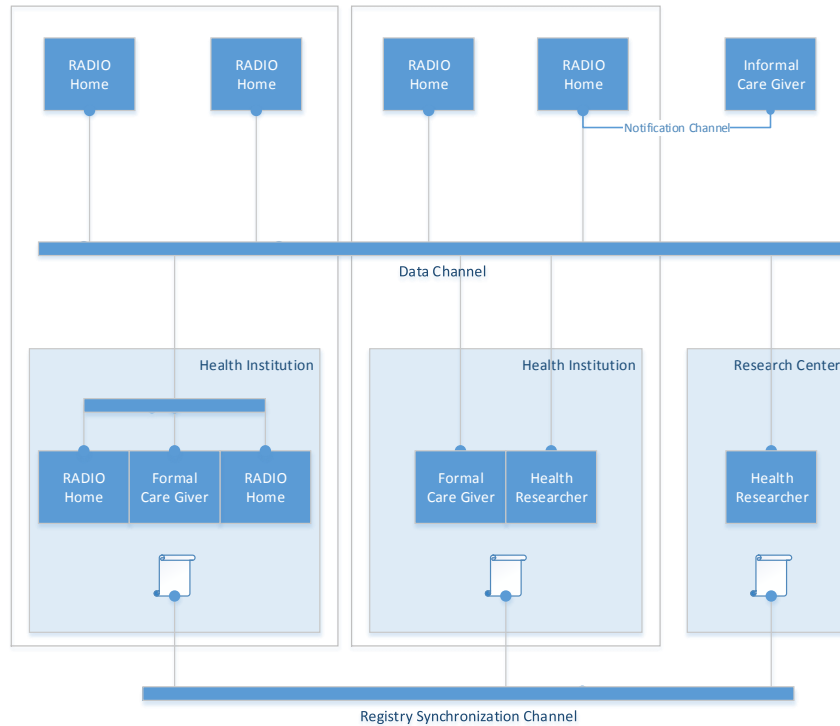 RADIO
Home
RADIO
Home
RADIO
Home
RADIO
Home
Informal
Care Giver
Notification Channel
Data Channel
Health Institution
Health Institution
Research Center
RADIO
Home
Formal
Care Giver
RADIO
Home
Formal
Care Giver
Health
Researcher
Health
Researcher
Registry Synchronization Channel